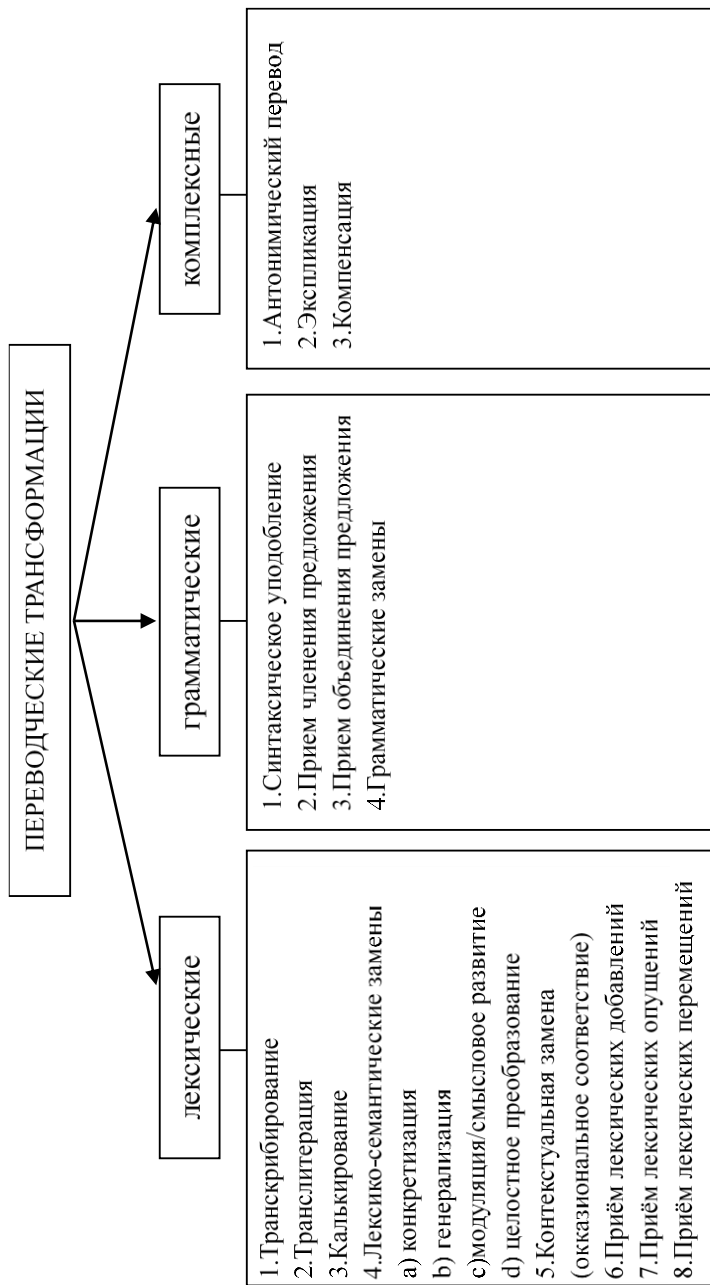 ПЕРЕВОДЧЕСКИЕ ТРАНСФОРМАЦИИ
лексические
1.Транскрибирование
2.Транслитерация
3.Калькирование
4.Лексико-семантические замены
a) конкретизация
b) генерализация
c)модуляция/смысловое развитие
d) целостное преобразование
5.Контекстуальная замена
(окказиональное соответствие)
6.Приём лексических добавлений
7.Приём лексических опущений
8.Приём лексических перемещений
грамматические
1.Синтаксическое уподобление
2.Прием членения предложения
3.Прием объединения предложения
4.Грамматические замены
комплексные
1.Антонимический перевод
2.Экспликация
3.Компенсация